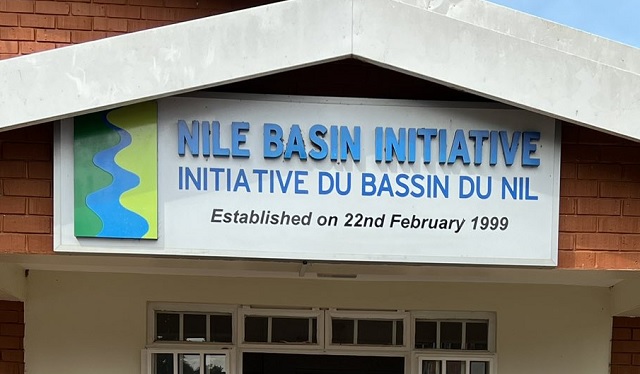 NILE BASIN INITIATIVE
INITIATIVE DU BASSIN DU NIL
Established on 22nd February 1999